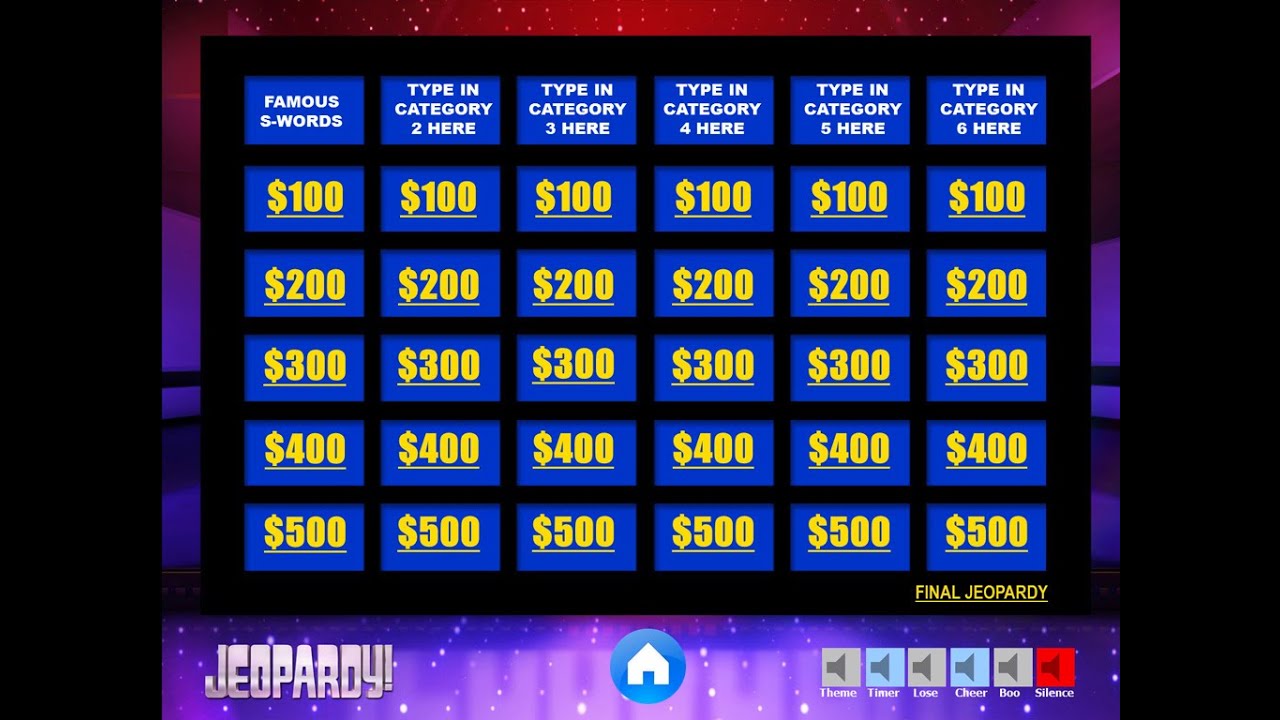 FAMOUS
S-WORDS
TYPE IN
CATEGORY
2 HERE
TYPE IN
CATEGORY
3 HERE
TYPE IN
CATEGORY
4 HERE
TYPE IN
CATEGORY
5 HERE
TYPE IN
CATEGORY
6 HERE
$100 $100 $100 $100 $100 $100
$200 $200 $200 $200 $200 $200
$300 $300 $300 $300 $300 $300
$400 $400 $400 $400 $400 $400
$500 $500 $500 $500 $500 $500
FINAL JEOPARDY
JEOPARDY!
Theme Timer Lose Cheer Boo Silence